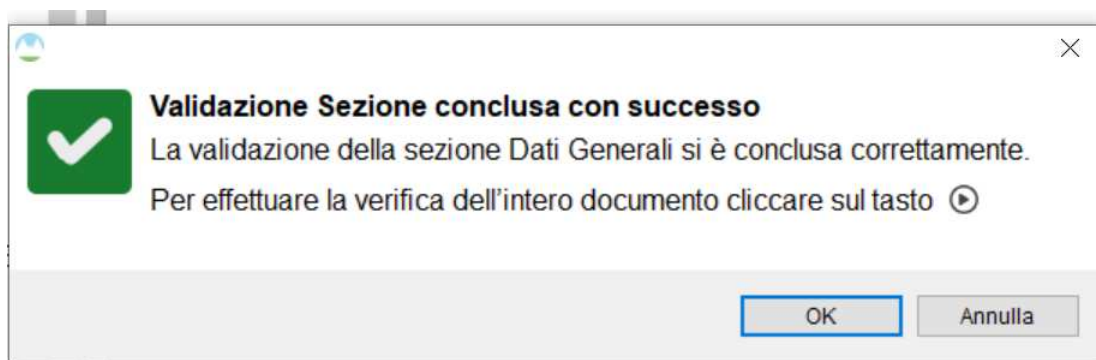 Validazione Sezione conclusa con successo
La validazione della sezione Dati Generali si è conclusa correttamente.
Per effettuare la verifica dell'intero documento cliccare sul tasto
OK
Annulla